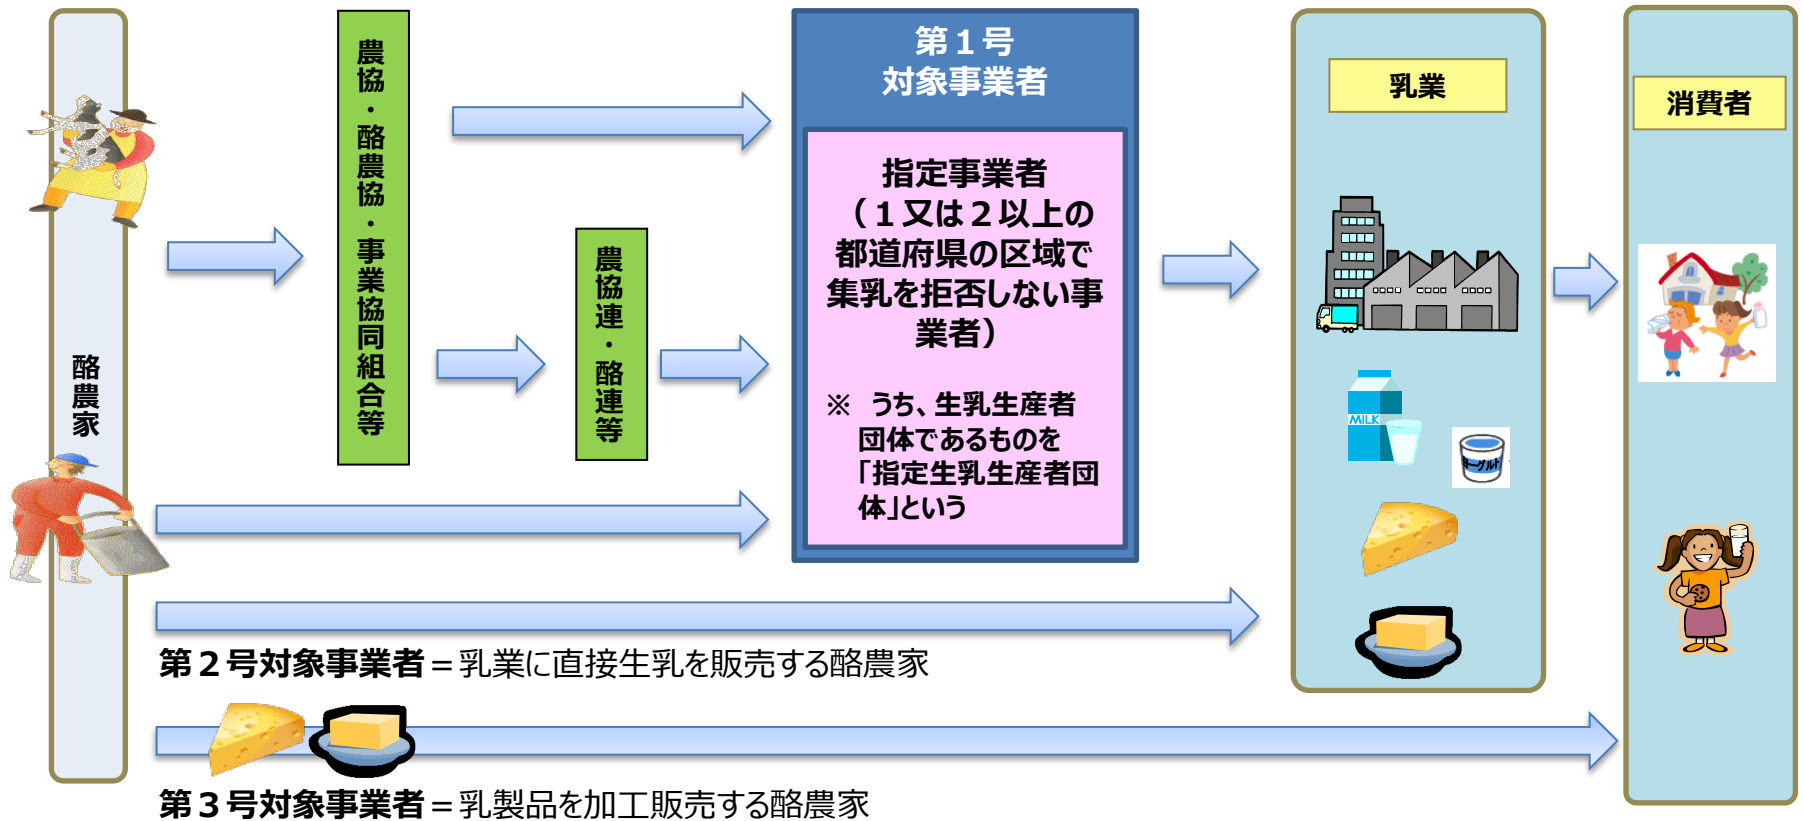 酪農家
農協・酪農協・事業協同組合等
農協連・酪連等
第１号
対象事業者
指定事業者
（１又は２以上の
都道府県の区域で
集乳を拒否しない事
業者）
※　うち、生乳生産者
団体であるものを
「指定生乳生産者団
体」という
乳業
MILK
ヨーグルト
消費者
第２号対象事業者＝乳業に直接生乳を販売する酪農家
第３号対象事業者＝乳製品を加工販売する酪農家